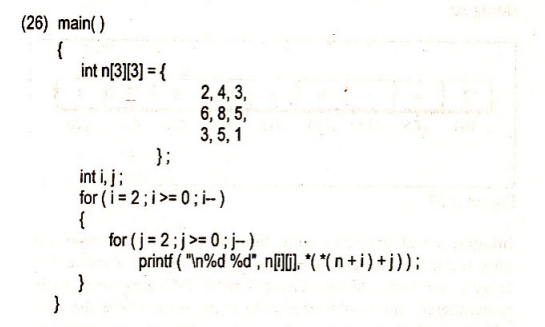 (26) main( )
{
int n[3][3] = {
2, 4, 3,
6, 8, 5,
3, 5, 1
} ;
int i, j ;
for ( i = 2 ; i >= 0 ; i-- )
{
for ( j = 2 ; j >= 0 ; j-- )
printf ( "\n%d %d", n[i][j], *( *( n + i ) + j ) ) ;
}
}